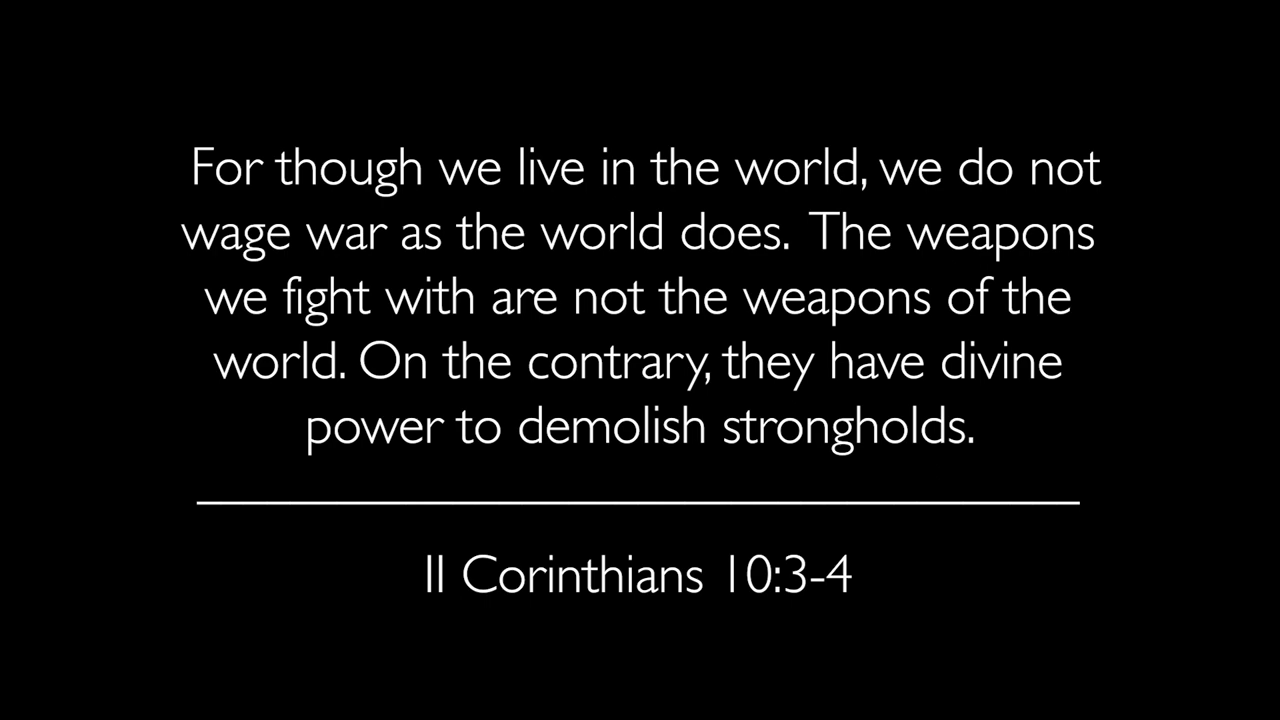 For though we live in the world, we do not
wage war as the world does. The weapons
we fight with are not the weapons of the
world. On the contrary, they have divine
power to demolish strongholds.
II Corinthians 10:3-4